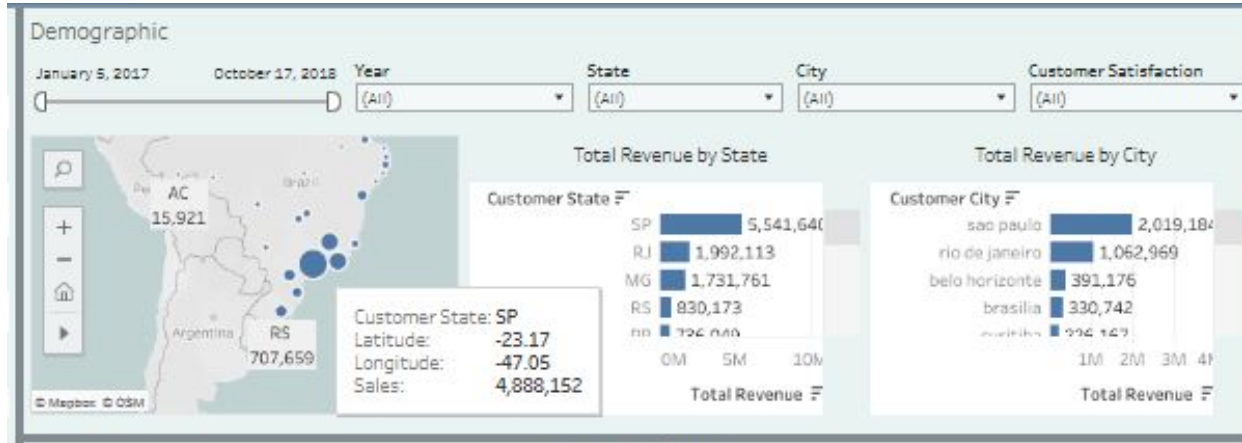 Demographic
January 5, 2017 October 17, 2018 Year State City Customer Satisfaction
(All) (All) (All) (All)
Total Revenue by State
Total Revenue by City
Brazil
AC
15,921
Argentina
RS
707,659
© Mapbox © OSM
Customer State: SP
Latitude: -23.17
Longitude: -47.05
Sales: 4,888,152
Customer State
SP 5,541,640
RJ 1,992,113
MG 1,731,761
RS 830,173
0M 5M 10M
Total Revenue
Customer City
sao paulo 2,019,184
rio de janeiro 1,062,969
belo horizonte 391,176
brasilia 330,742
1M 2M 3M
Total Revenue